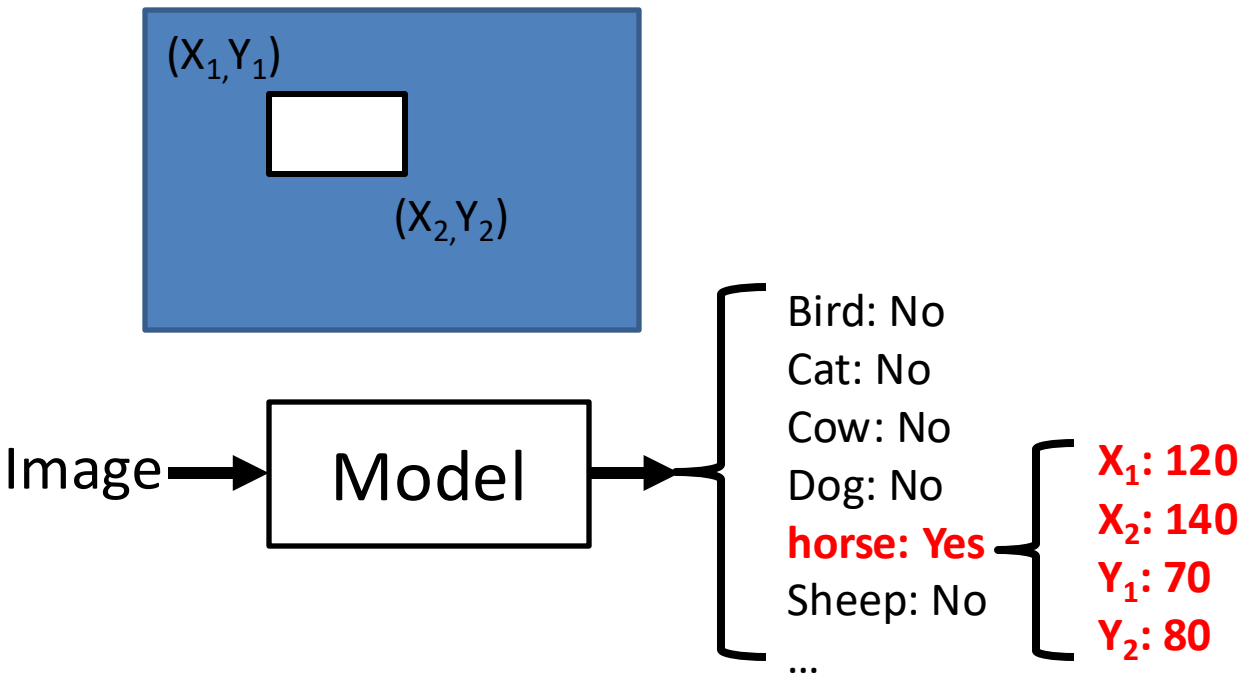 (X₁,Y₁)
(X₂,Y₂)
Image
Model
Bird: No
Cat: No
Cow: No
Dog: No
horse: Yes
Sheep: No
...
X₁: 120
X₂: 140
Y₁: 70
Y₂: 80